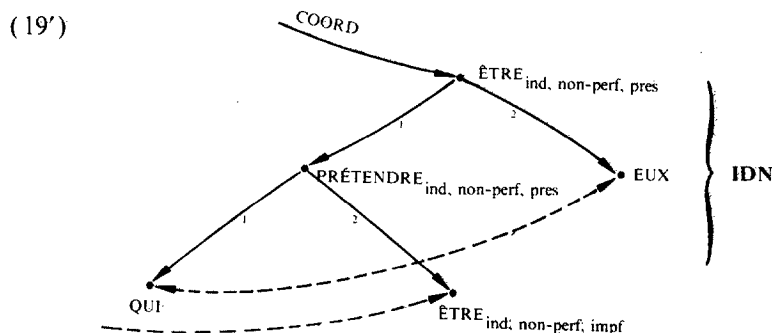 (19′)
COORD
ÊTRE ind, non-perf, pres
1
2
PRÉTENDRE ind, non-perf, pres
EUX
IDN
1
2
QUI
ÊTRE ind; non-perf; impf